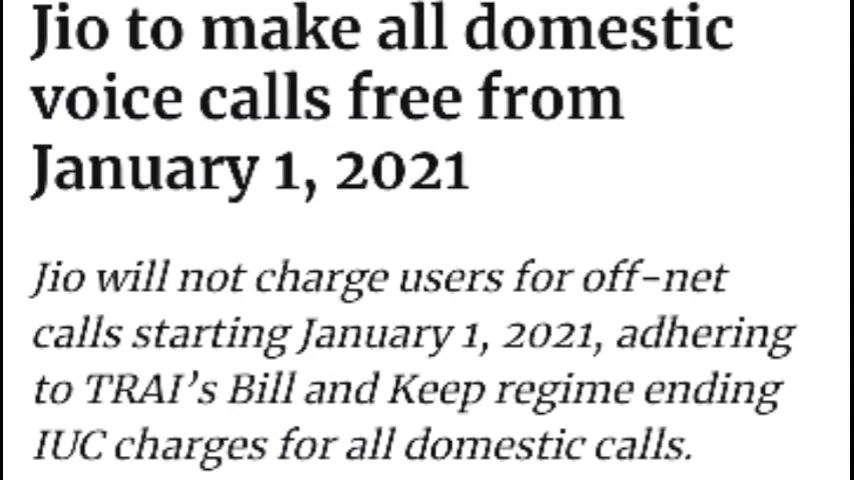 Jio to make all domestic
voice calls free from
January 1, 2021
Jio will not charge users for off-net
calls starting January 1, 2021, adhering
to TRAI's Bill and Keep regime ending
IUC charges for all domestic calls.